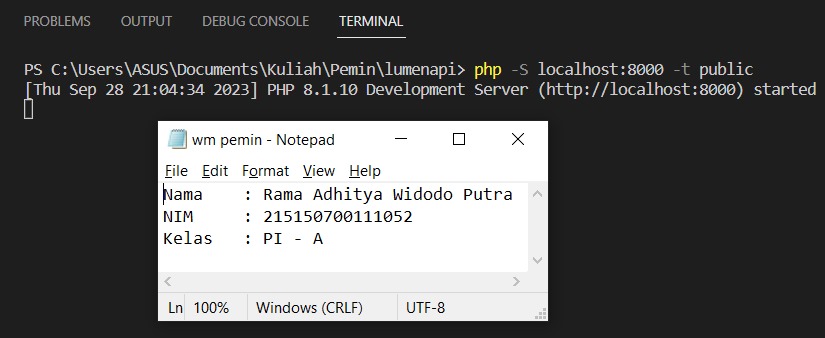 PROBLEMS OUTPUT DEBUG CONSOLE TERMINAL
PS C:\Users\ASUS\Documents\Kuliah\Pemin\lumenapi> php -S localhost:8000 -t public
[Thu Sep 28 21:04:34 2023] PHP 8.1.10 Development Server (http://localhost:8000) started
wm pemin - Notepad
File Edit Format View Help
Nama : Rama Adhitya Widodo Putra
NIM : 215150700111052
Kelas : PI - A
Ln 100% Windows (CRLF) UTF-8